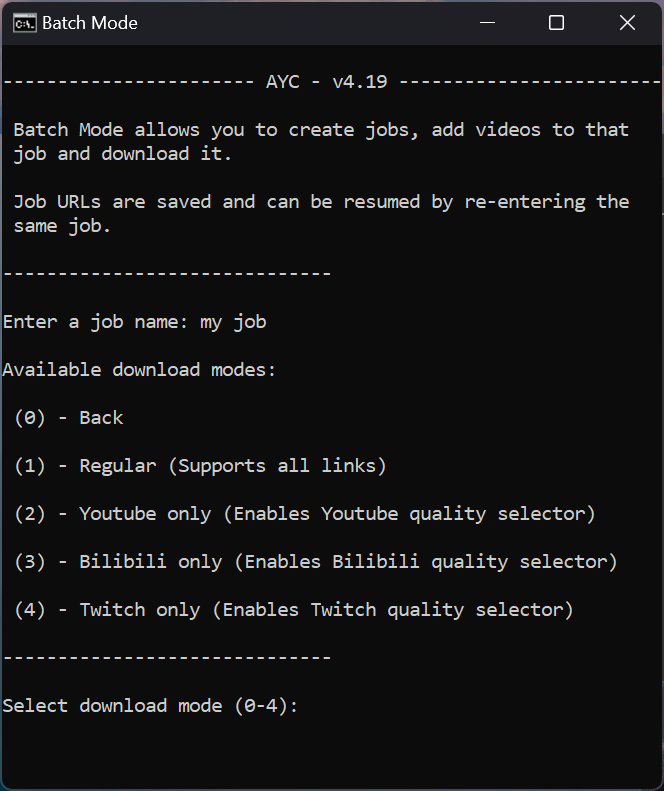 Batch Mode
----------------------- AYC - v4.19 ------------------------
Batch Mode allows you to create jobs, add videos to that
job and download it.
Job URLs are saved and can be resumed by re-entering the
same job.
------------------------------
Enter a job name: my job
Available download modes:
(0) - Back
(1) - Regular (Supports all links)
(2) - Youtube only (Enables Youtube quality selector)
(3) - Bilibili only (Enables Bilibili quality selector)
(4) - Twitch only (Enables Twitch quality selector)
------------------------------
Select download mode (0-4):